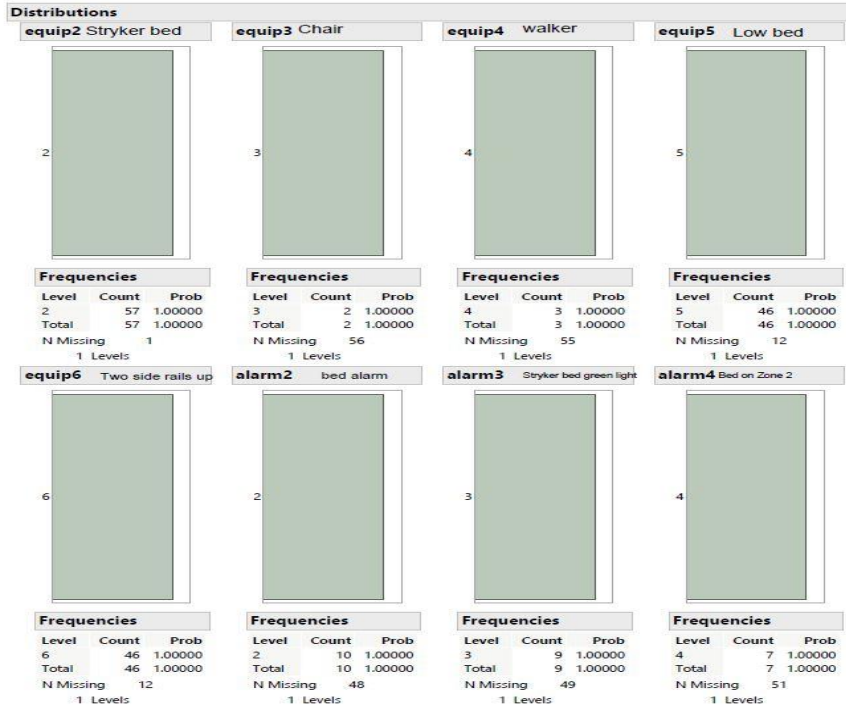 Distributions
equip2 Stryker bed equip3 Chair equip4 walker equip5 Low bed
2 3 4 5
Frequencies Frequencies Frequencies Frequencies
Level Count Prob Level Count Prob Level Count Prob Level Count Prob
2 57 1.00000 3 2 1.00000 4 3 1.00000 5 46 1.00000
Total 57 1.00000 Total 2 1.00000 Total 3 1.00000 Total 46 1.00000
N Missing 1 N Missing 56 N Missing 55 N Missing 12
1 Levels 1 Levels 1 Levels 1 Levels
equip6 Two side rails up alarm2 bed alarm alarm3 Stryker bed green light alarm4 Bed on Zone 2
6 2 3 4
Frequencies Frequencies Frequencies Frequencies
Level Count Prob Level Count Prob Level Count Prob Level Count Prob
6 46 1.00000 2 10 1.00000 3 9 1.00000 4 7 1.00000
Total 46 1.00000 Total 10 1.00000 Total 9 1.00000 Total 7 1.00000
N Missing 12 N Missing 48 N Missing 49 N Missing 51
1 Levels 1 Levels 1 Levels 1 Levels